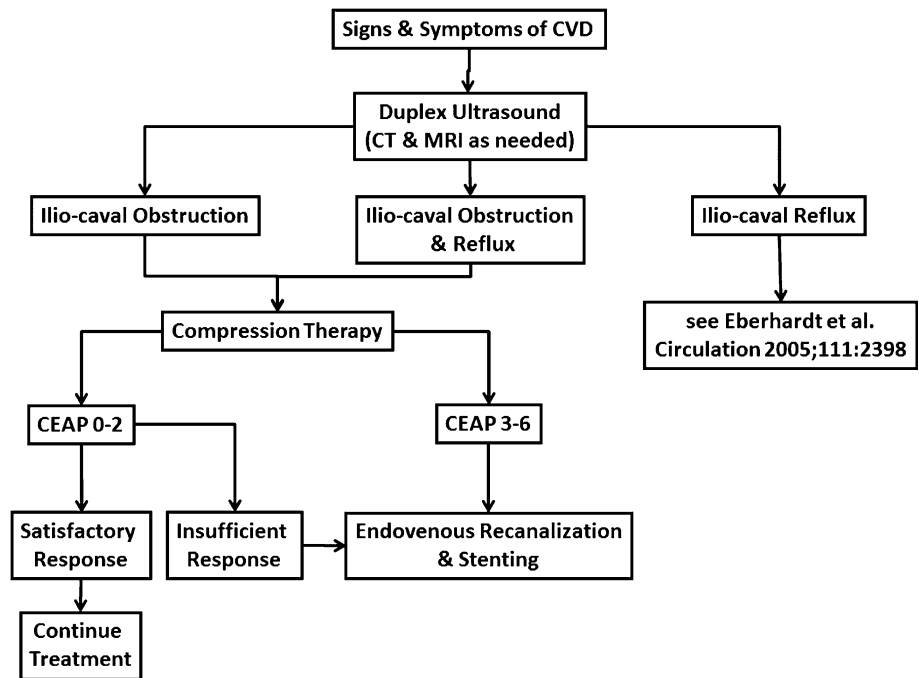 Signs & Symptoms of CVD
Duplex Ultrasound
(CT & MRI as needed)
Ilio-caval Obstruction
Ilio-caval Obstruction
& Reflux
Ilio-caval Reflux
see Eberhardt et al.
Circulation 2005;111:2398
Compression Therapy
CEAP 0-2
CEAP 3-6
Satisfactory
Response
Insufficient
Response
Endovenous Recanalization
& Stenting
Continue
Treatment